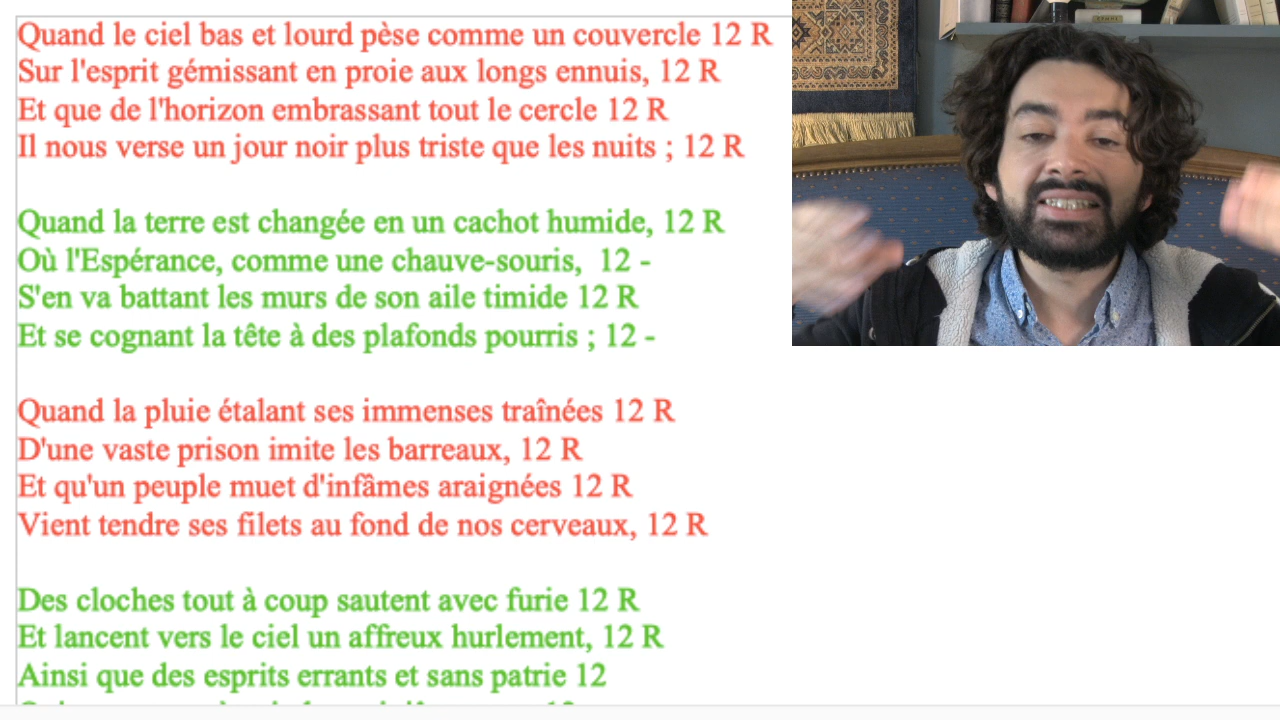 Quand le ciel bas et lourd pèse comme un couvercle 12 R
Sur l'esprit gémissant en proie aux longs ennuis, 12 R
Et que de l'horizon embrassant tout le cercle 12 R
Il nous verse un jour noir plus triste que les nuits ; 12 R
Quand la terre est changée en un cachot humide, 12 R
Où l'Espérance, comme une chauve-souris, 12 -
S'en va battant les murs de son aile timide 12 R
Et se cognant la tête à des plafonds pourris ; 12 -
Quand la pluie étalant ses immenses traînées 12 R
D'une vaste prison imite les barreaux, 12 R
Et qu'un peuple muet d'infâmes araignées 12 R
Vient tendre ses filets au fond de nos cerveaux, 12 R
Des cloches tout à coup sautent avec furie 12 R
Et lancent vers le ciel un affreux hurlement, 12 R
Ainsi que des esprits errants et sans patrie 12